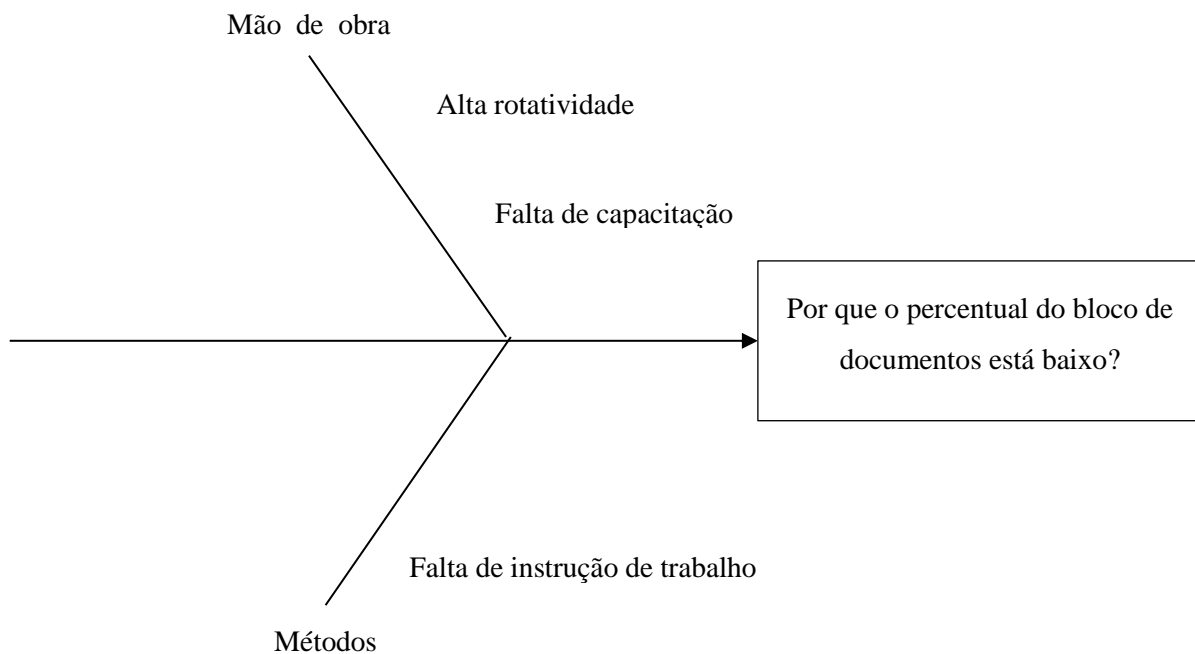 Mão de obra
Alta rotatividade
Falta de capacitação
Por que o percentual do bloco de
documentos está baixo?
Falta de instrução de trabalho
Métodos